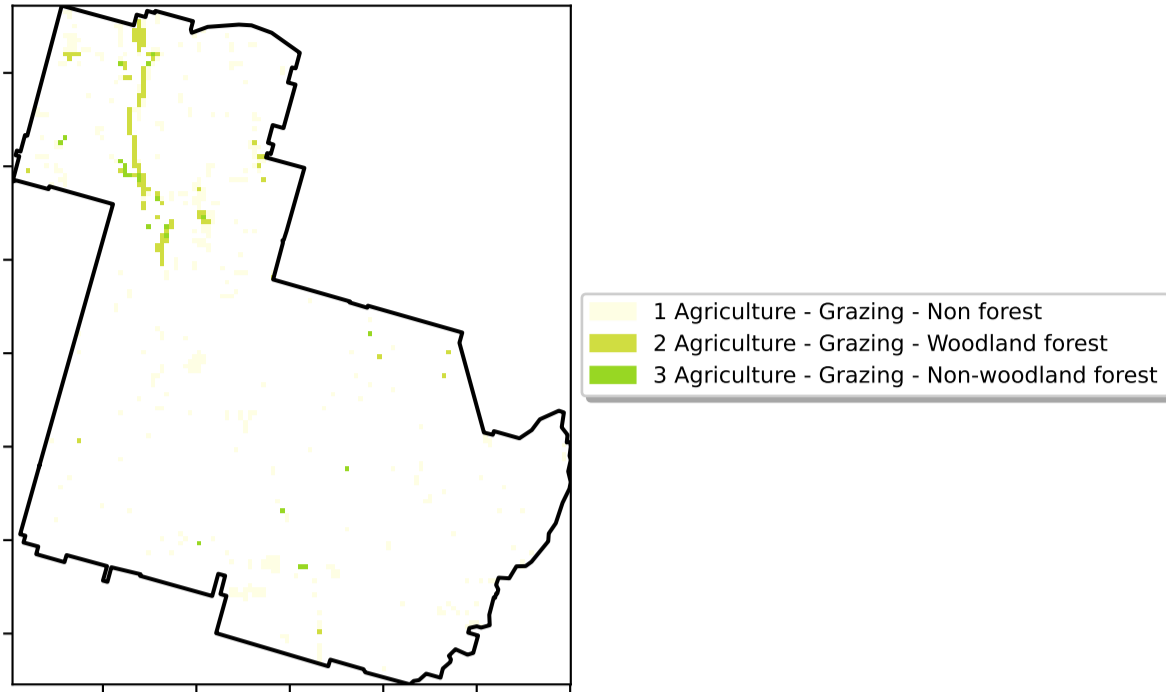 1 Agriculture - Grazing - Non forest
2 Agriculture - Grazing - Woodland forest
3 Agriculture - Grazing - Non-woodland forest